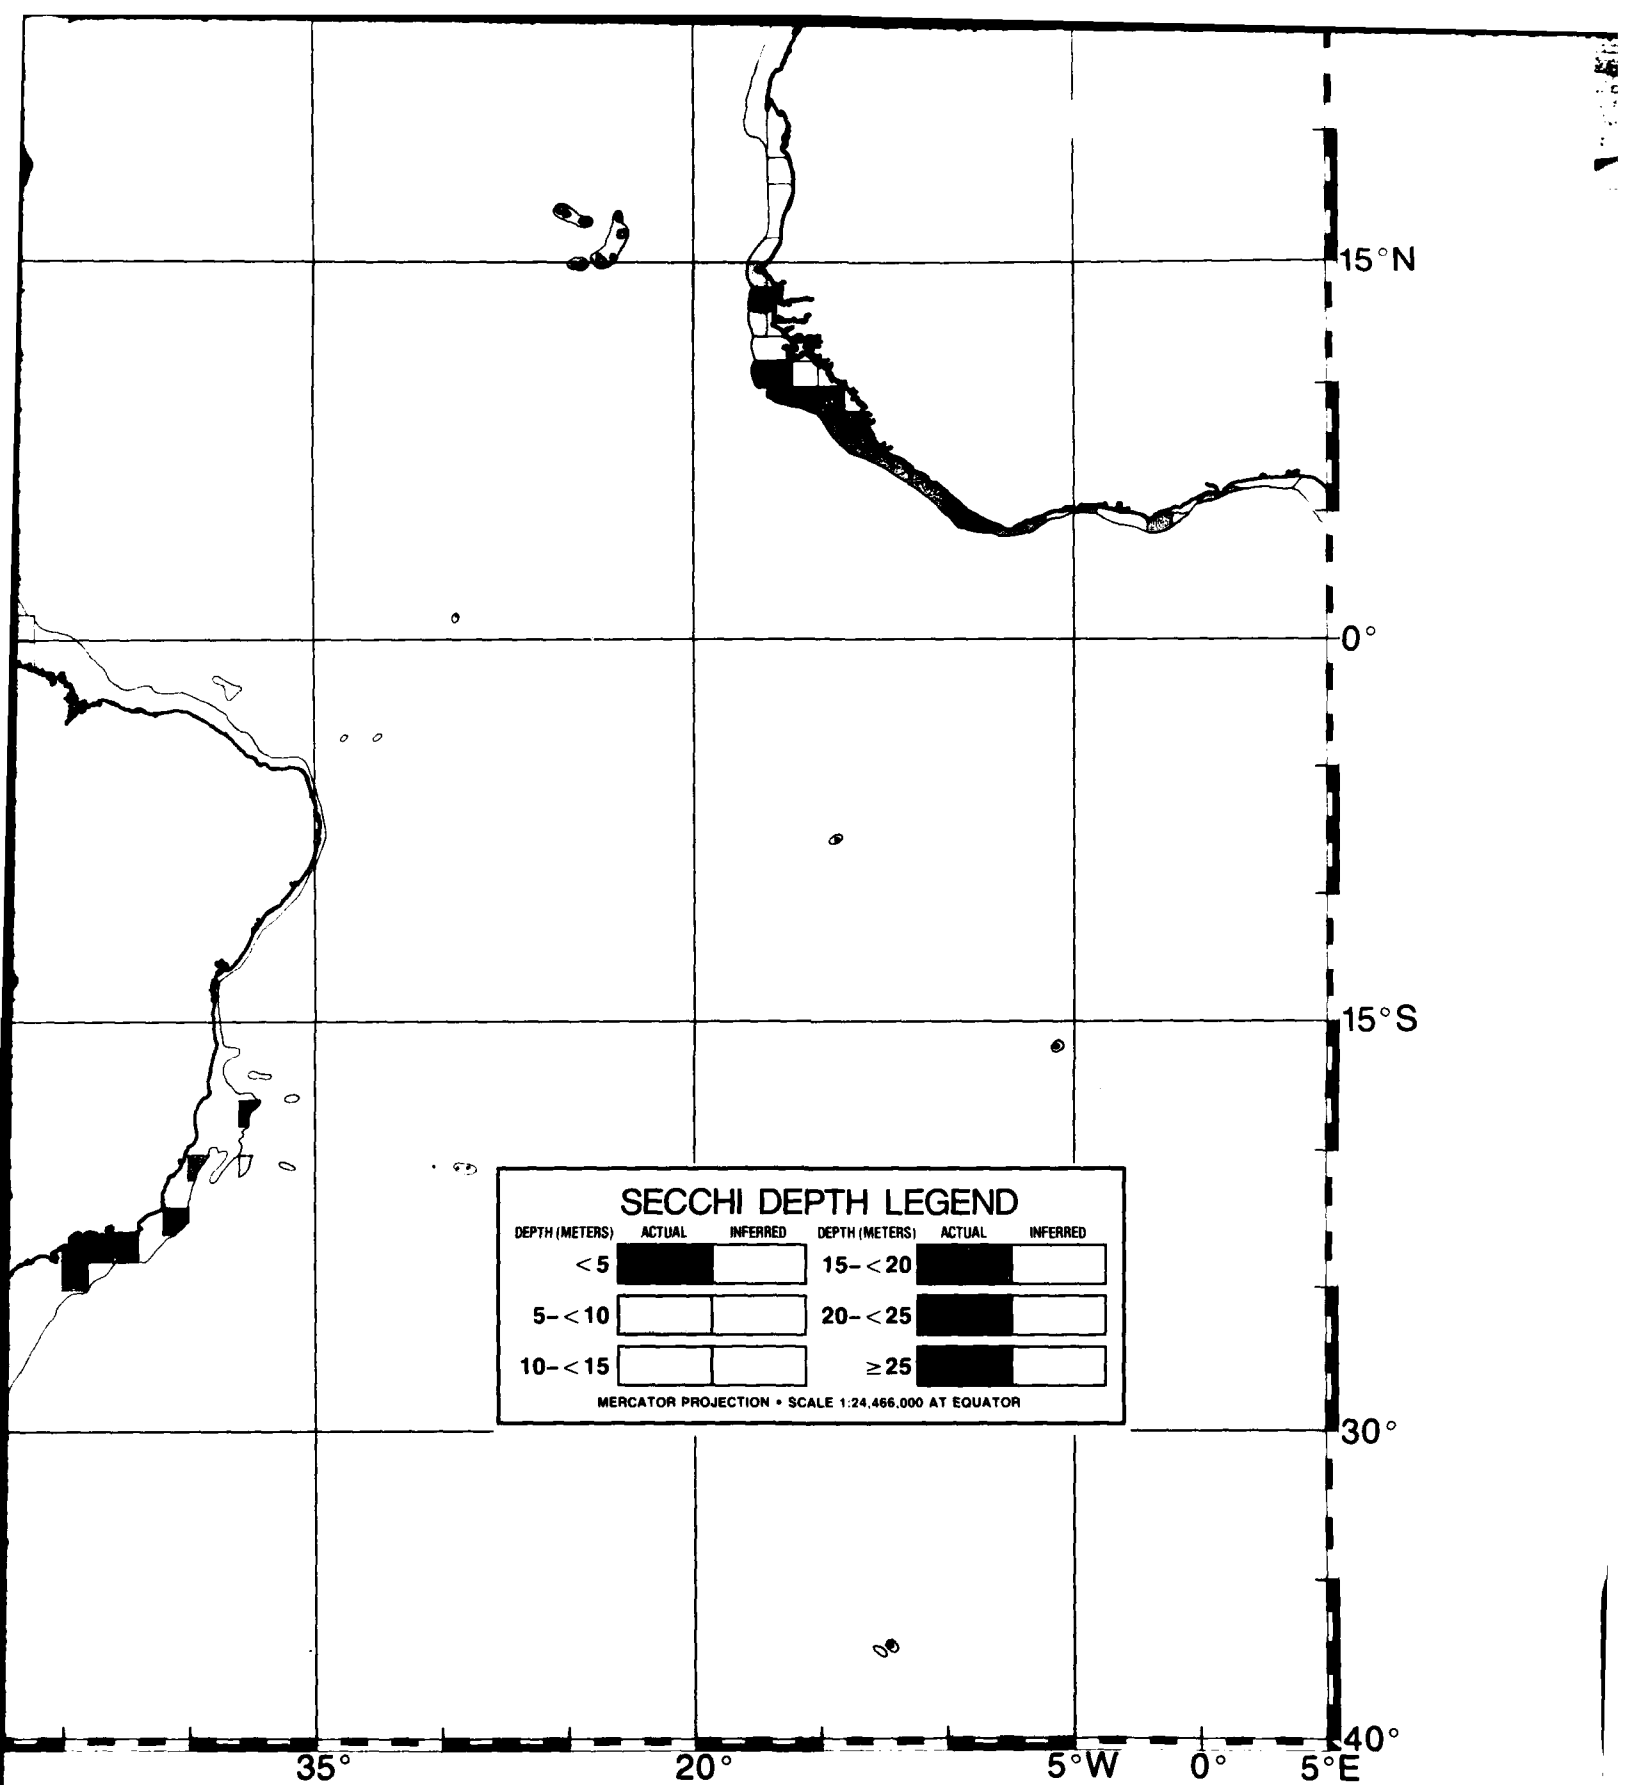 15°N
0°
15°S
SECCHI DEPTH LEGEND
DEPTH (METERS) ACTUAL INFERRED DEPTH (METERS) ACTUAL INFERRED
<5 15-<20
5-<10 20-<25
10-<15 ≥25
MERCATOR PROJECTION • SCALE 1:24,466,000 AT EQUATOR
30°
40°
35° 20° 5°W 0° 5°E